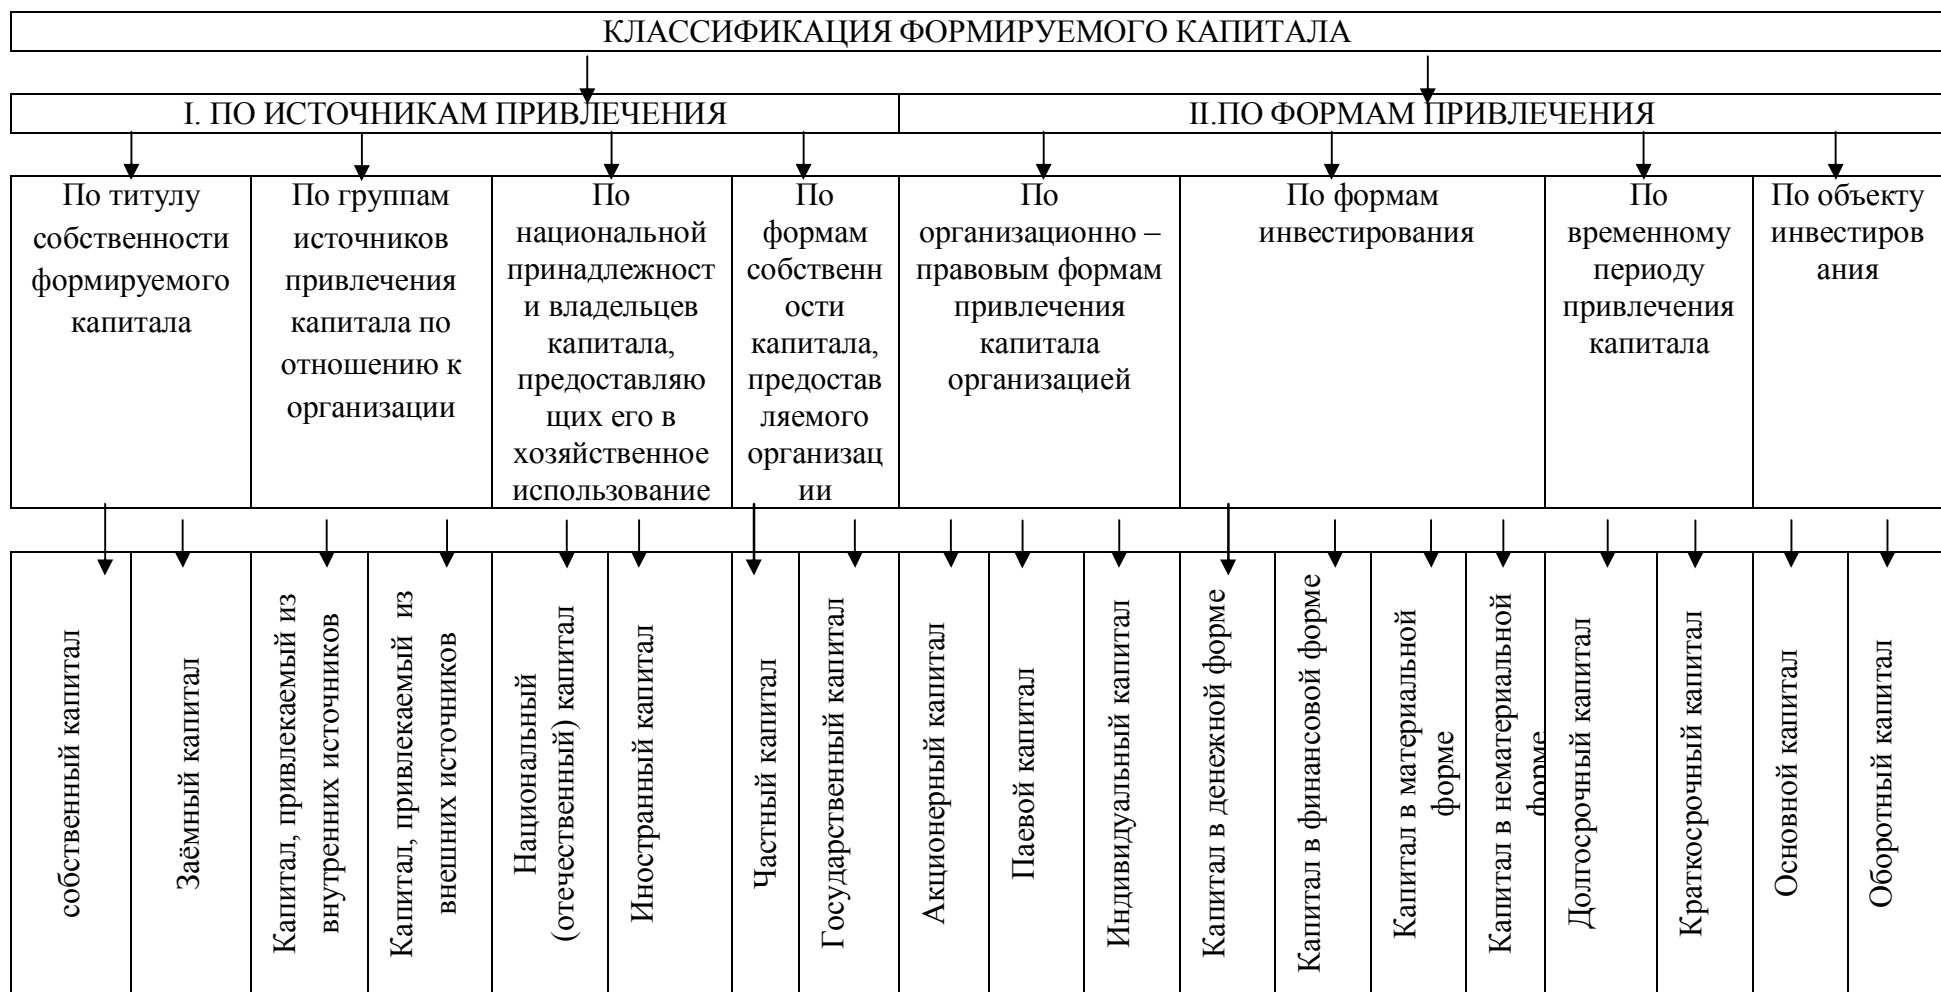 КЛАССИФИКАЦИЯ ФОРМИРУЕМОГО КАПИТАЛА
I. ПО ИСТОЧНИКАМ ПРИВЛЕЧЕНИЯ
II.ПО ФОРМАМ ПРИВЛЕЧЕНИЯ
По титулу
собственности
формируемого
капитала
По группам
источников
привлечения
капитала по
отношению к
организации
По
национальной
принадлежност
и владельцев
капитала,
предоставляю
щих его в
хозяйственное
использование
По
формам
собственн
ости
капитала,
предостав
ляемого
организац
ии
По
организационно –
правовым формам
привлечения
капитала
организацией
По формам
инвестирования
По
временному
периоду
привлечения
капитала
По объекту
инвестиров
ания
собственный капитал
Заёмный капитал
Капитал, привлекаемый из
внутренних источников
Капитал, привлекаемый из
внешних источников
Национальный
(отечественный) капитал
Иностранный капитал
Частный капитал
Государственный капитал
Акционерный капитал
Паевой капитал
Индивидуальный капитал
Капитал в денежной форме
Капитал в финансовой форме
Капитал в материальной
форме
Капитал в нематериальной
форме
Долгосрочный капитал
Краткосрочный капитал
Основной капитал
Оборотный капитал